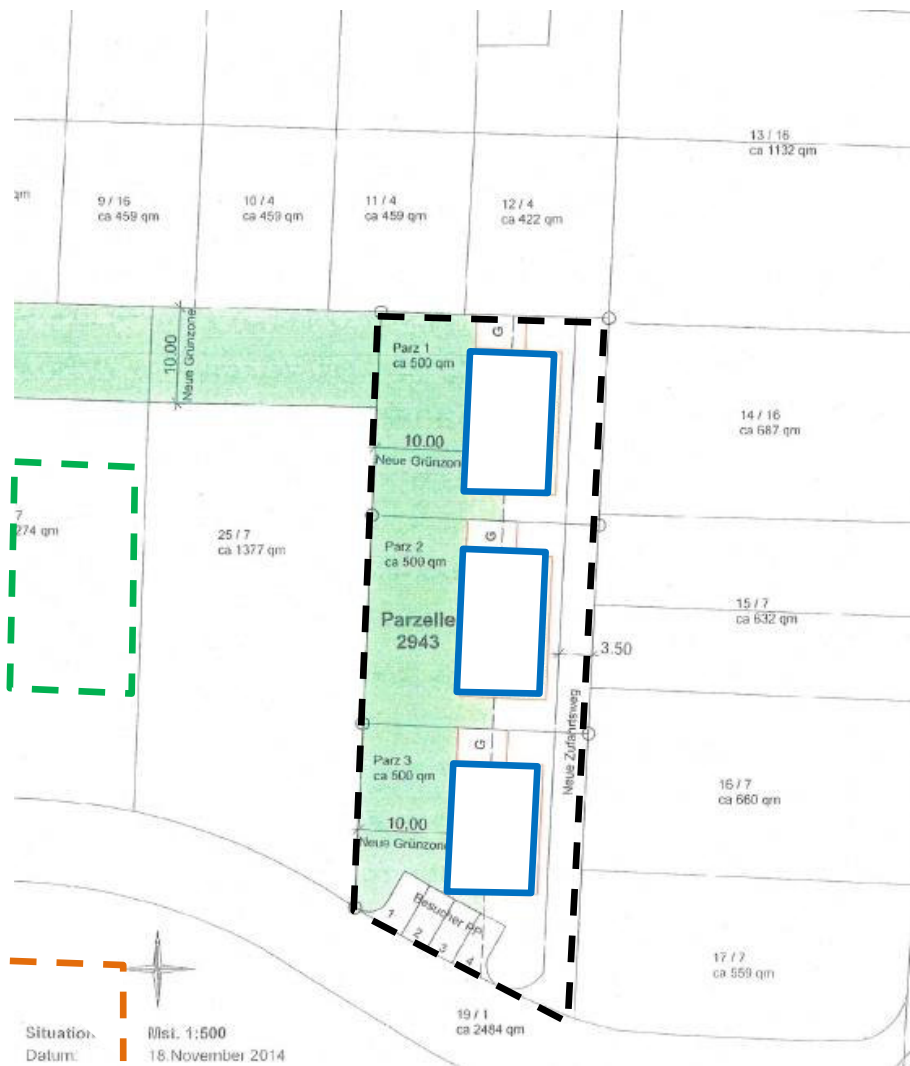 13 / 16
ca 1132 qm
qm
9 / 16
ca 459 qm
10 / 4
ca 459 qm
11 / 4
ca 459 qm
12 / 4
ca 422 qm
10.00
Neue Grünzone
Parz 1
ca 500 qm
G
14 / 16
ca 687 qm
10.00
Neue Grünzon
7
274 qm
25 / 7
ca 1377 qm
Parz 2
ca 500 qm
G
Parzelle
2943
15 / 7
ca 632 qm
3.50
Neue Zufahrtsweg
Parz 3
ca 500 qm
G
16 / 7
ca 660 qm
10,00
Neue Grünzone
Besucher PP
1
2
3
4
17 / 7
ca 559 qm
19 / 1
ca 2484 qm
Situation
Mst. 1:500
Datum:
18.November 2014